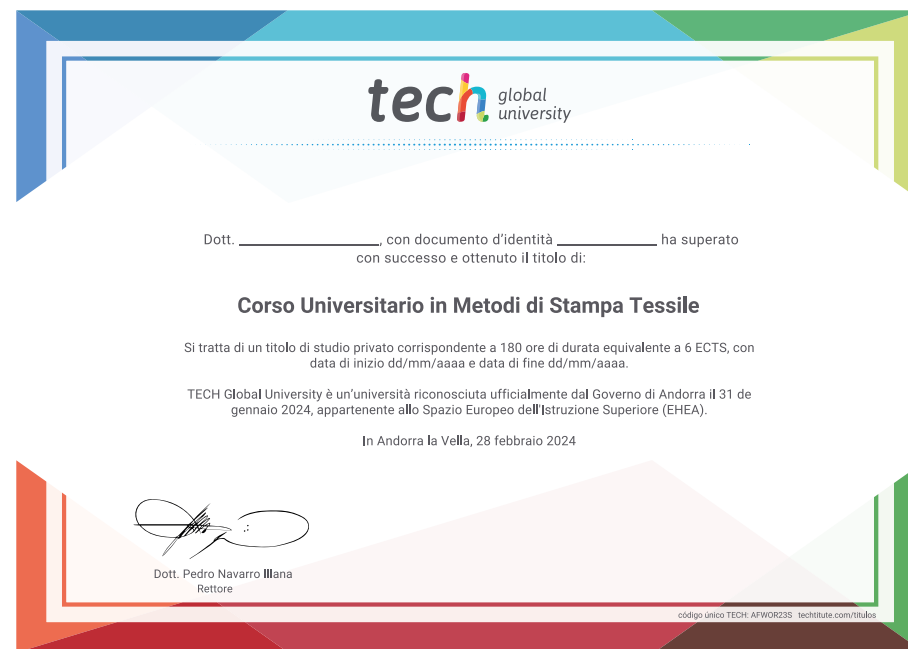 tech global university
Dott. ____________, con documento d'identità ____________ ha superato
con successo e ottenuto il titolo di:
Corso Universitario in Metodi di Stampa Tessile
Si tratta di un titolo di studio privato corrispondente a 180 ore di durata equivalente a 6 ECTS, con
data di inizio dd/mm/aaaa e data di fine dd/mm/aaaa.
TECH Global University è un'università riconosciuta ufficialmente dal Governo di Andorra il 31 de
gennaio 2024, appartenente allo Spazio Europeo dell'Istruzione Superiore (EHEA).
In Andorra la Vella, 28 febbraio 2024
Dott. Pedro Navarro Illana
Rettore
código único TECH: AFWOR23S techtitute.com/titulos